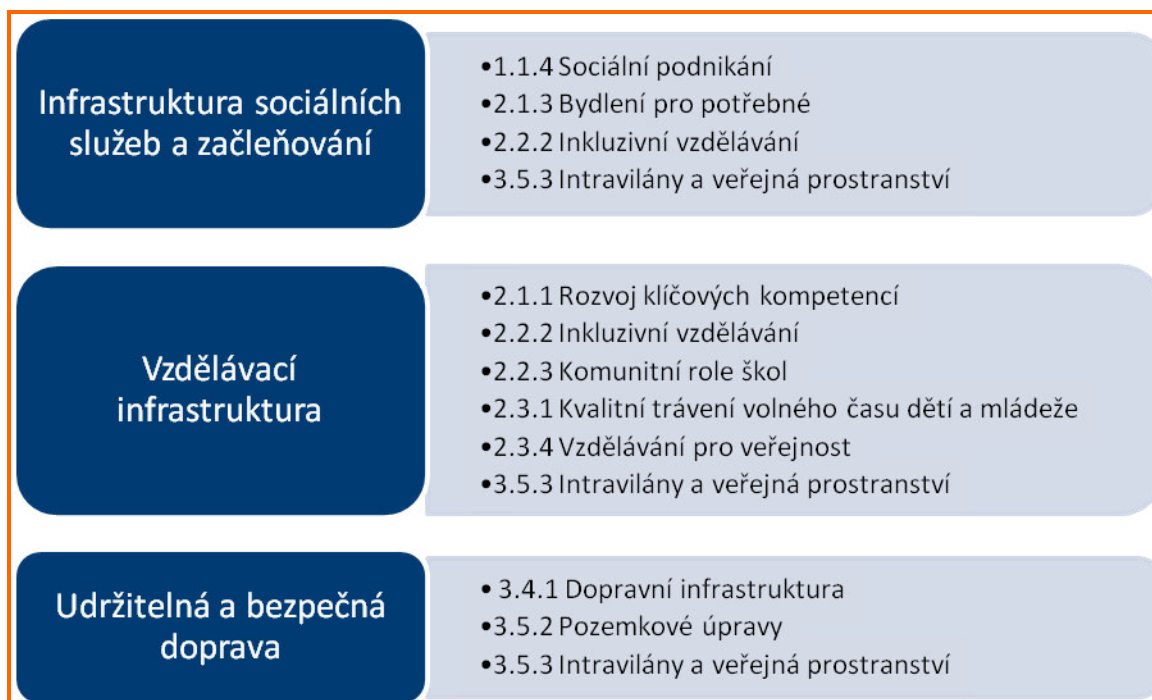 Infrastruktura sociálních
služeb a začleňování
•1.1.4 Sociální podnikání
•2.1.3 Bydlení pro potřebné
•2.2.2 Inkluzivní vzdělávání
•3.5.3 Intravilány a veřejná prostranství
Vzdělávací
infrastruktura
•2.1.1 Rozvoj klíčových kompetencí
•2.2.2 Inkluzivní vzdělávání
•2.2.3 Komunitní role škol
•2.3.1 Kvalitní trávení volného času dětí a mládeže
•2.3.4 Vzdělávání pro veřejnost
•3.5.3 Intravilány a veřejná prostranství
Udržitelná a bezpečná
doprava
• 3.4.1 Dopravní infrastruktura
•3.5.2 Pozemkové úpravy
•3.5.3 Intravilány a veřejná prostranství